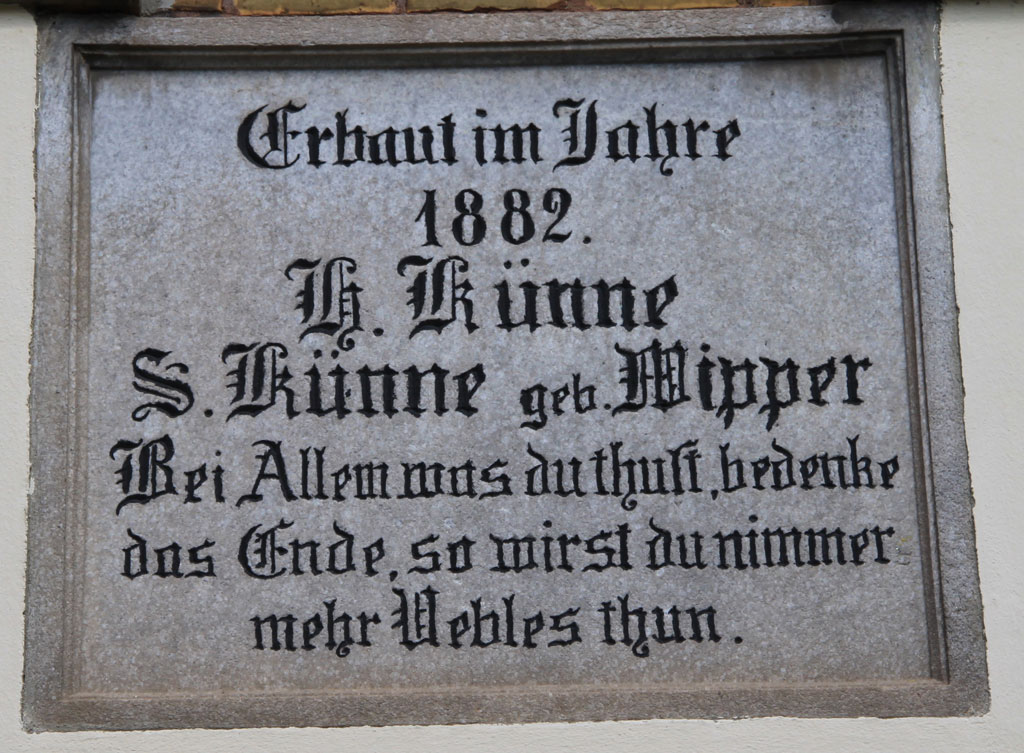 Erbaut im Jahre
1882.
H. Künne
S. Künne geb. Wipper
Bei Allem was du thust, bedenke
das Ende, so wirst du nimmer
mehr Uebles thun.